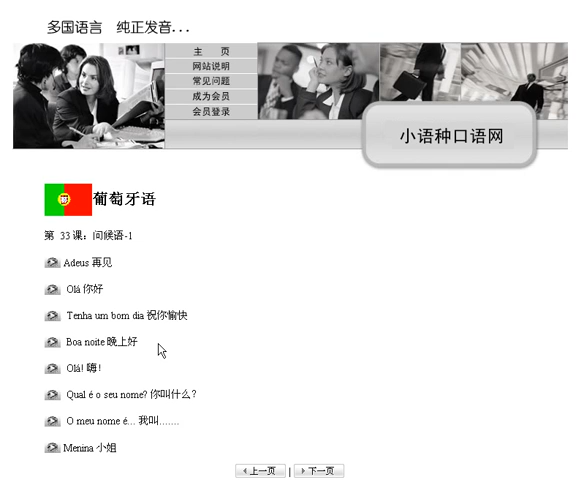 多国语言 纯正发音...
主 页
网站说明
常见问题
成为会员
会员登录
小语种口语网
葡萄牙语
第 33 课: 问候语-1
Adeus 再见
Olá 你好
Tenha um bom dia 祝你愉快
Boa noite 晚上好
Olá! 嗨!
Qual é o seu nome? 你叫什么?
O meu nome é... 我叫.......
Menina 小姐
上一页 | 下一页